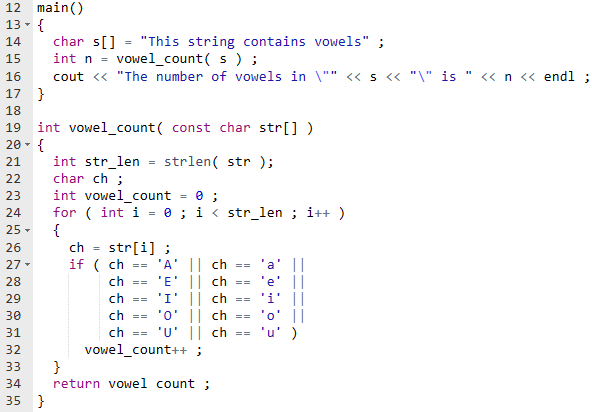 12 main()
13 {
14 char s[] = "This string contains vowels" ;
15 int n = vowel_count( s ) ;
16 cout << "The number of vowels in \"" << s << "\" is " << n << endl ;
17 }
18
19 int vowel_count( const char str[] )
20 {
21 int str_len = strlen( str );
22 char ch ;
23 int vowel_count = 0 ;
24 for ( int i = 0 ; i < str_len ; i++ )
25 {
26 ch = str[i] ;
27 if ( ch == 'A' || ch == 'a' ||
28 ch == 'E' || ch == 'e' ||
29 ch == 'I' || ch == 'i' ||
30 ch == 'O' || ch == 'o' ||
31 ch == 'U' || ch == 'u' )
32 vowel_count++ ;
33 }
34 return vowel count ;
35 }